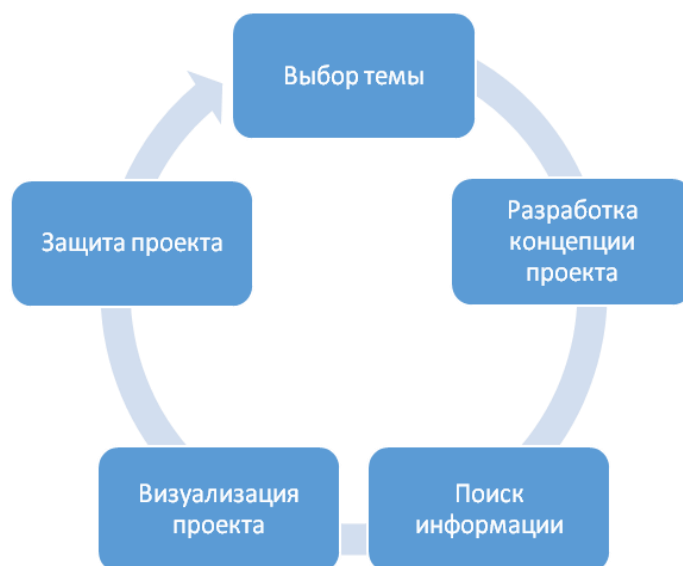 Выбор темы
Разработка
концепции
проекта
Поиск
информации
Визуализация
проекта
Защита проекта